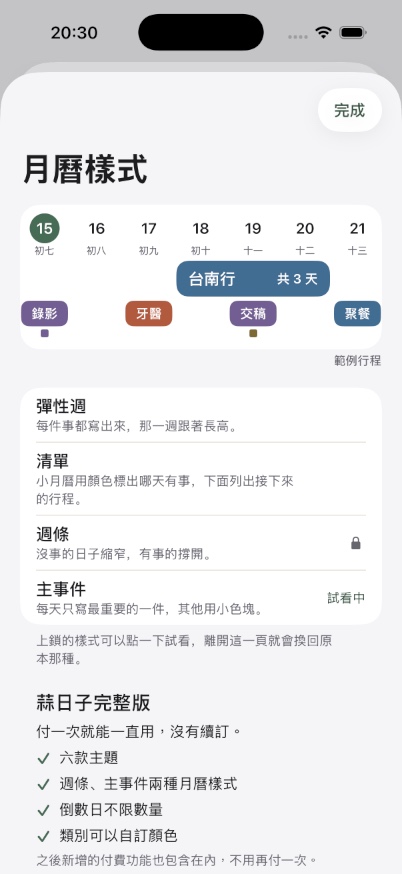 20:30
完成
月曆樣式
15 16 17 18 19 20 21
初七 初八 初九 初十 十一 十二 十三
台南行 共 3 天
錄影 牙醫 交稿 聚餐
範例行程
彈性週
每件事都寫出來，那一週跟著長高。
清單
小月曆用顏色標出哪天有事，下面列出接下來
的行程。
週條
沒事的日子縮窄，有事的撐開。
主事件
每天只寫最重要的一件，其他用小色塊。
試看中
上鎖的樣式可以點一下試看，離開這一頁就會換回原
本那種。
蒜日子完整版
付一次就能一直用，沒有續訂。
六款主題
週條、主事件兩種月曆樣式
倒數日不限數量
類別可以自訂顏色
之後新增的付費功能也包含在內，不用再付一次。